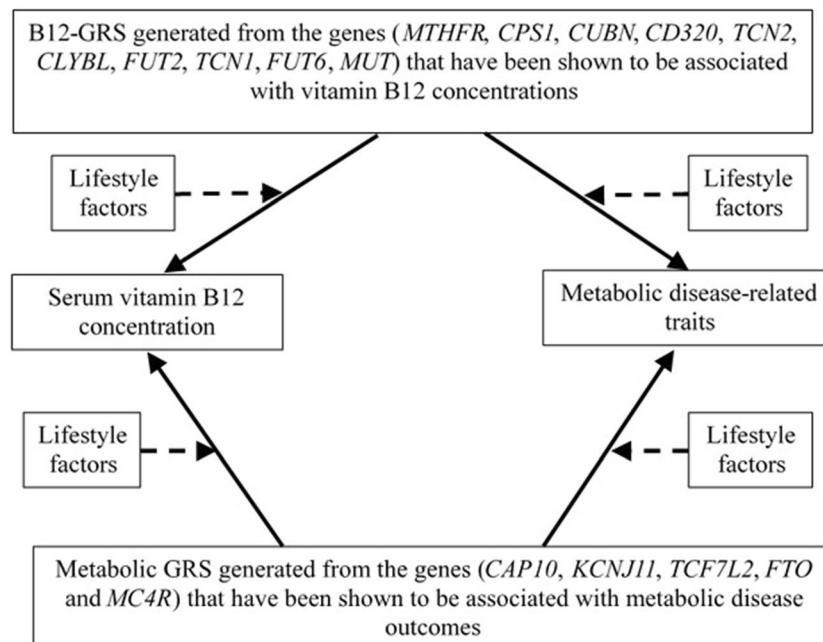 B12-GRS generated from the genes (MTHFR, CPS1, CUBN, CD320, TCN2,
CLYBL, FUT2, TCN1, FUT6, MUT) that have been shown to be associated
with vitamin B12 concentrations
Lifestyle
factors
Lifestyle
factors
Serum vitamin B12
concentration
Metabolic disease-related
traits
Lifestyle
factors
Lifestyle
factors
Metabolic GRS generated from the genes (CAP10, KCNJ11, TCF7L2, FTO
and MC4R) that have been shown to be associated with metabolic disease
outcomes